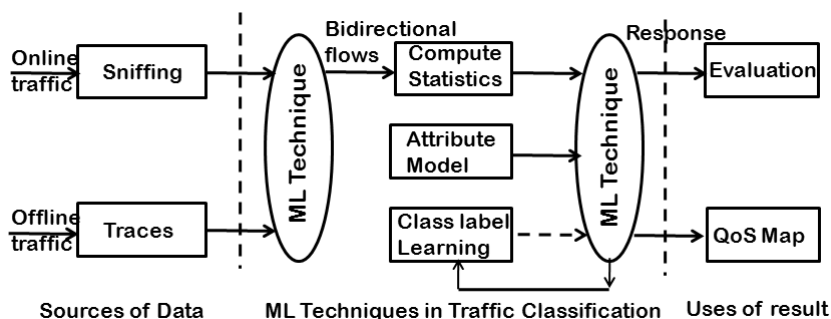 Online
traffic
Sniffing
Bidirectional
flows
Compute
Statistics
Response
Evaluation
ML Technique
Attribute
Model
ML Technique
Offline
traffic
Traces
Class label
Learning
QoS Map
Sources of Data
ML Techniques in Traffic Classification
Uses of result